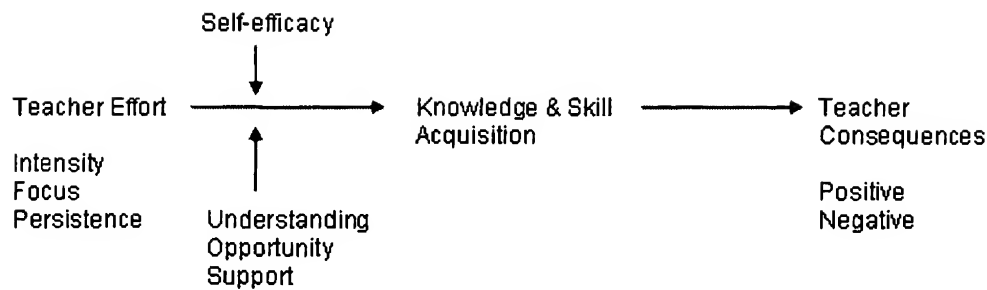 Self-efficacy
Teacher Effort
Intensity
Focus
Persistence
Understanding
Opportunity
Support
Knowledge & Skill
Acquisition
Teacher
Consequences
Positive
Negative